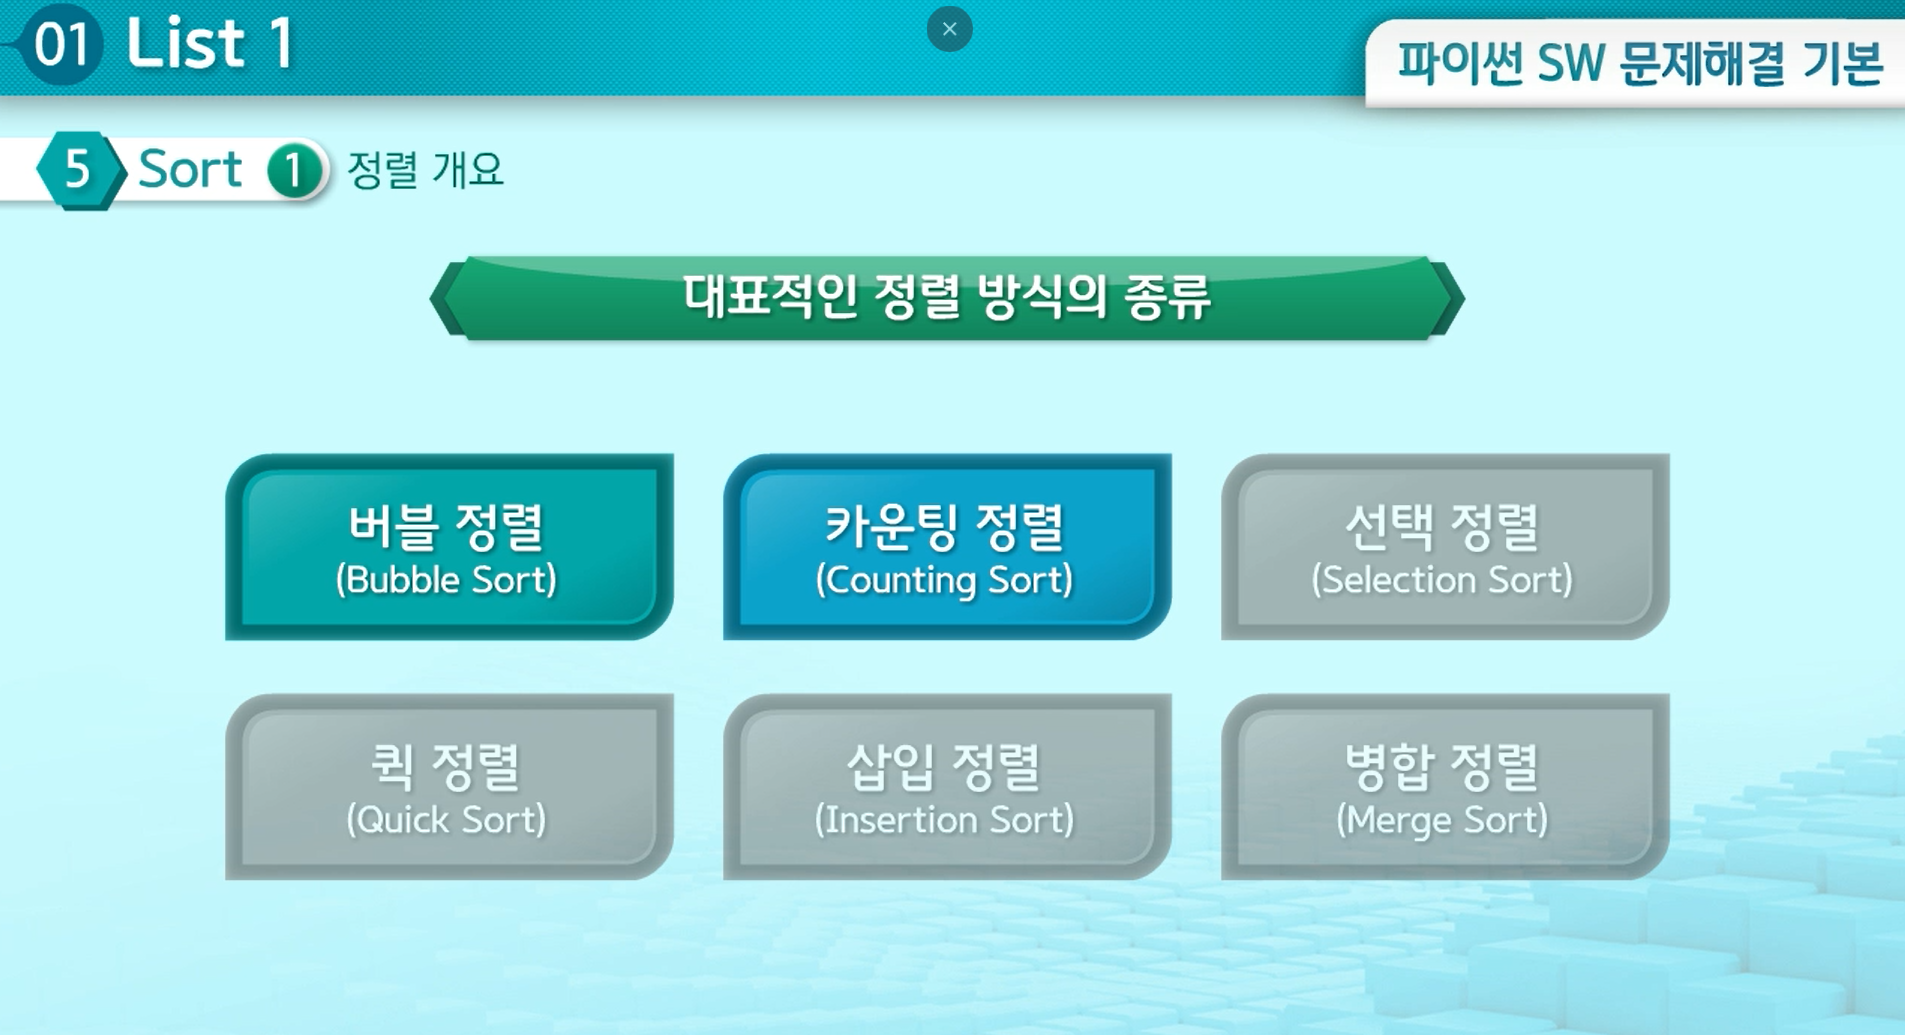 01 List 1
파이썬 SW 문제해결 기본
5 Sort 1 정렬 개요
대표적인 정렬 방식의 종류
버블 정렬
(Bubble Sort)
카운팅 정렬
(Counting Sort)
선택 정렬
(Selection Sort)
퀵 정렬
(Quick Sort)
삽입 정렬
(Insertion Sort)
병합 정렬
(Merge Sort)